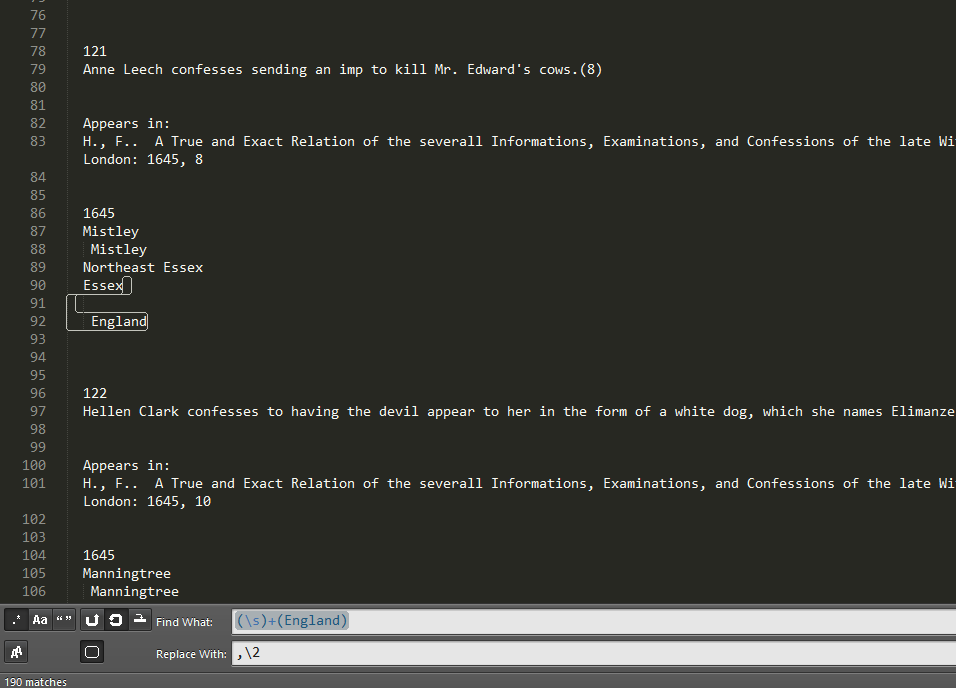 76
77
78 121
79 Anne Leech confesses sending an imp to kill Mr. Edward's cows.(8)
80
81
82 Appears in:
83 H., F.. A True and Exact Relation of the severall Informations, Examinations, and Confessions of the late
London: 1645, 8
84
85
86 1645
87 Mistley
88 Mistley
89 Northeast Essex
90 Essex
91
92 England
93
94
95
96 122
97 Hellen Clark confesses to having the devil appear to her in the form of a white dog, which she names Elimanze
98
99
100 Appears in:
101 H., F.. A True and Exact Relation of the severall Informations, Examinations, and Confessions of the late
London: 1645, 10
102
103
104 1645
105 Manningtree
106 Manningtree
.* Aa “” Find What: (\s)+(England)
Replace With: ,\2
190 matches